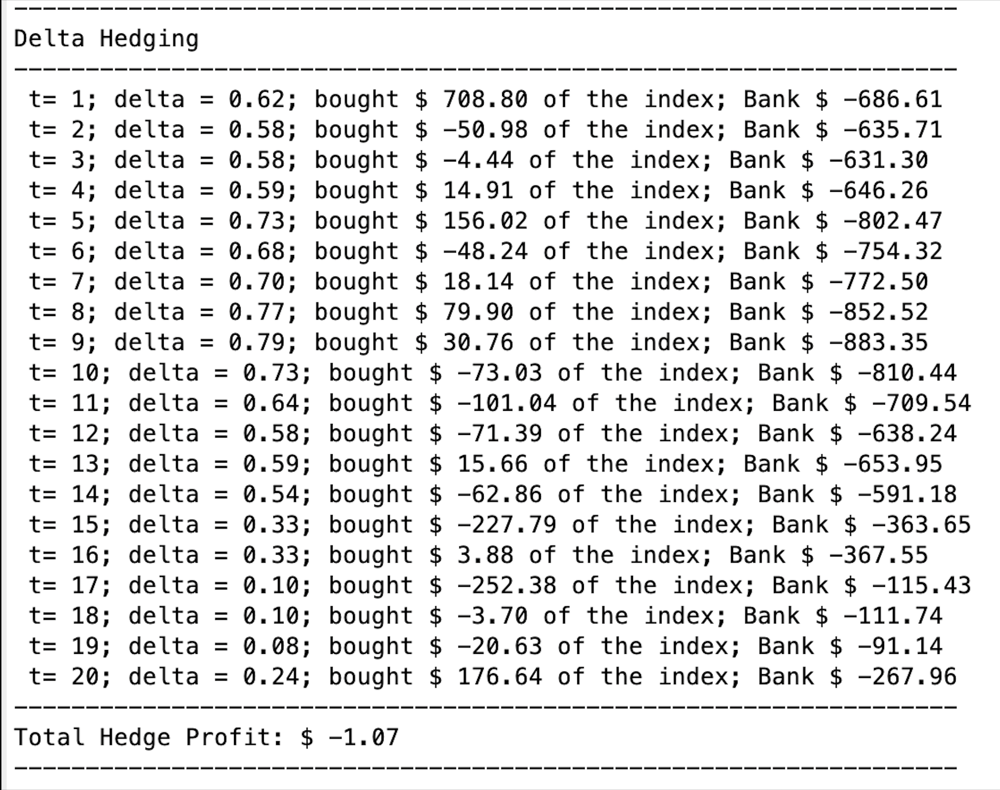 --------------------------------------------------------------------
Delta Hedging
--------------------------------------------------------------------
t= 1; delta = 0.62; bought $ 708.80 of the index; Bank $ -686.61
t= 2; delta = 0.58; bought $ -50.98 of the index; Bank $ -635.71
t= 3; delta = 0.58; bought $ -4.44 of the index; Bank $ -631.30
t= 4; delta = 0.59; bought $ 14.91 of the index; Bank $ -646.26
t= 5; delta = 0.73; bought $ 156.02 of the index; Bank $ -802.47
t= 6; delta = 0.68; bought $ -48.24 of the index; Bank $ -754.32
t= 7; delta = 0.70; bought $ 18.14 of the index; Bank $ -772.50
t= 8; delta = 0.77; bought $ 79.90 of the index; Bank $ -852.52
t= 9; delta = 0.79; bought $ 30.76 of the index; Bank $ -883.35
t= 10; delta = 0.73; bought $ -73.03 of the index; Bank $ -810.44
t= 11; delta = 0.64; bought $ -101.04 of the index; Bank $ -709.54
t= 12; delta = 0.58; bought $ -71.39 of the index; Bank $ -638.24
t= 13; delta = 0.59; bought $ 15.66 of the index; Bank $ -653.95
t= 14; delta = 0.54; bought $ -62.86 of the index; Bank $ -591.18
t= 15; delta = 0.33; bought $ -227.79 of the index; Bank $ -363.65
t= 16; delta = 0.33; bought $ 3.88 of the index; Bank $ -367.55
t= 17; delta = 0.10; bought $ -252.38 of the index; Bank $ -115.43
t= 18; delta = 0.10; bought $ -3.70 of the index; Bank $ -111.74
t= 19; delta = 0.08; bought $ -20.63 of the index; Bank $ -91.14
t= 20; delta = 0.24; bought $ 176.64 of the index; Bank $ -267.96
--------------------------------------------------------------------
Total Hedge Profit: $ -1.07
--------------------------------------------------------------------